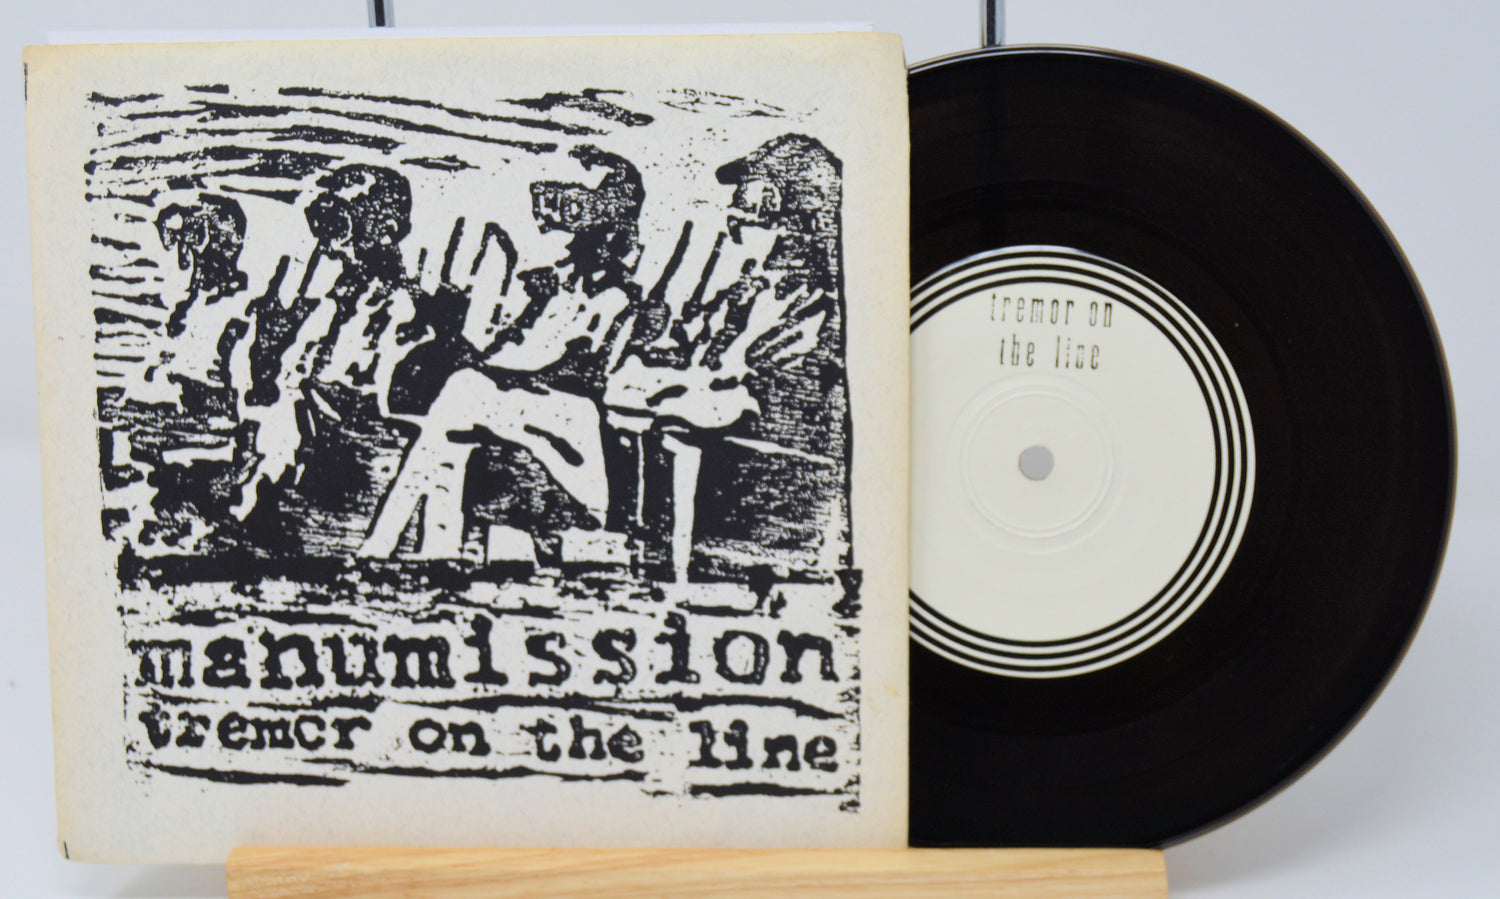 manumission
tremor on the line
tremor on
the line